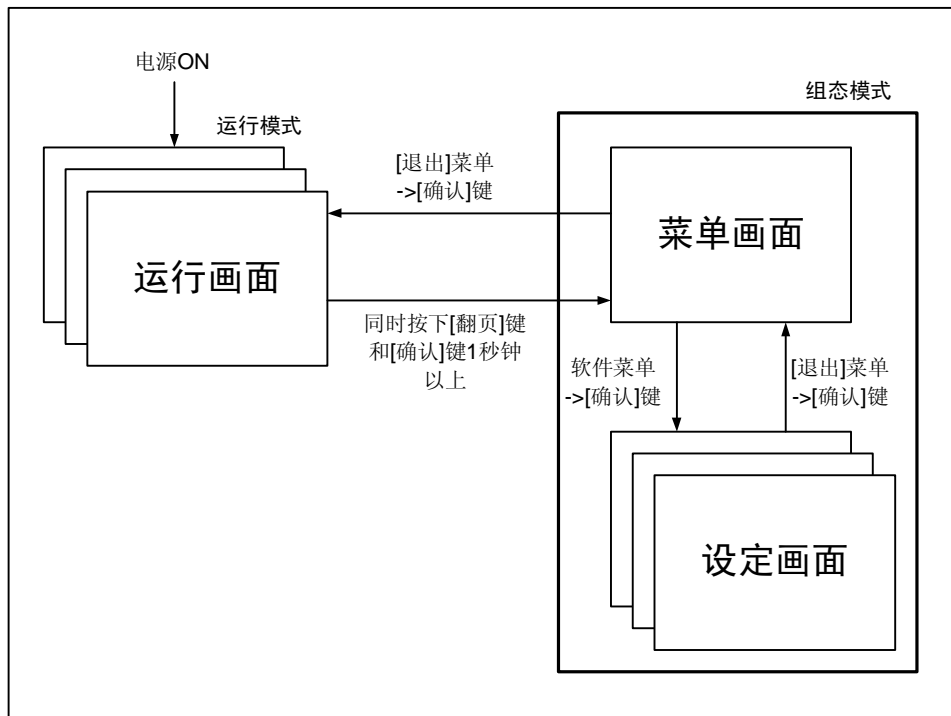 电源ON
组态模式
运行模式
[退出]菜单
->[确认]键
菜单画面
运行画面
同时按下[翻页]键
和[确认]键1秒钟
以上
软件菜单
->[确认]键
[退出]菜单
->[确认]键
设定画面